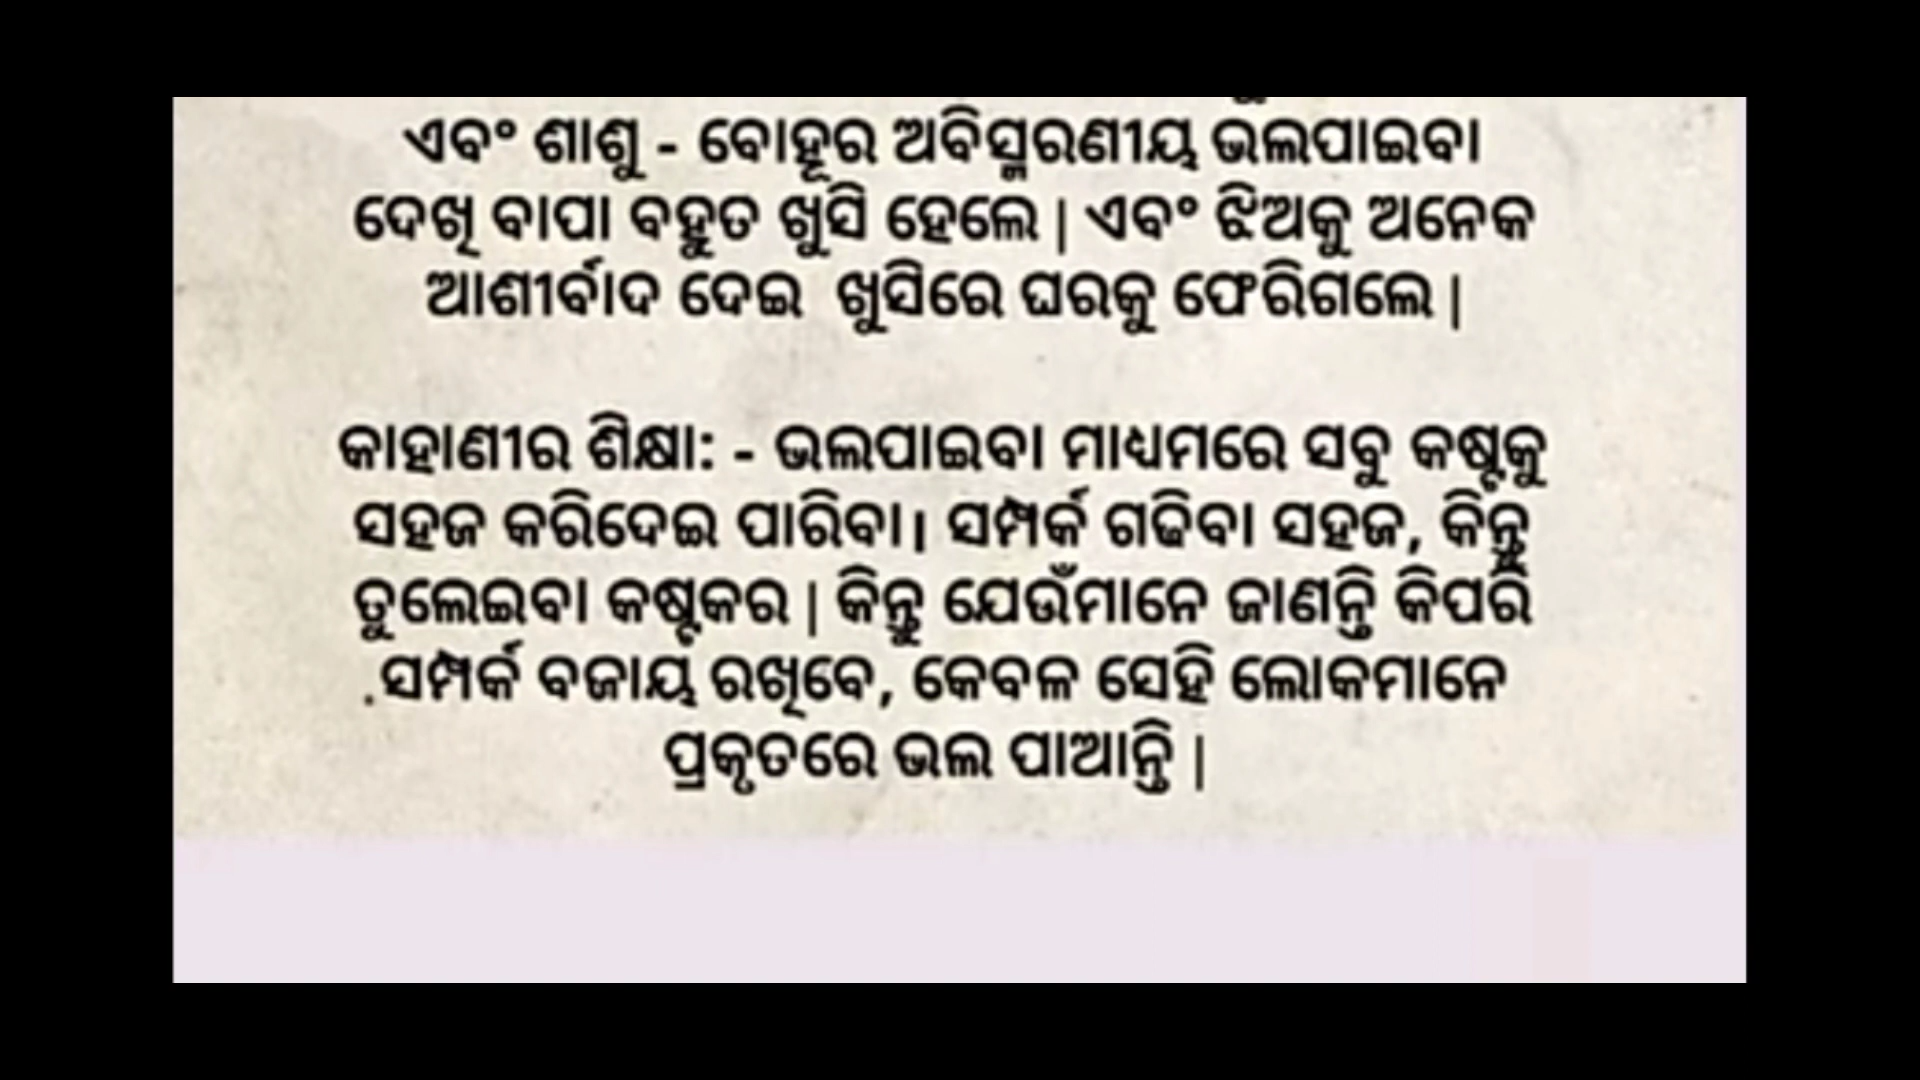 ଏବଂ ଶାଶୁ - ବୋହୂର ଅବିସ୍ମରଣୀୟ ଭଲପାଇବା
ଦେଖି ବାପା ବହୁତ ଖୁସି ହେଲେ | ଏବଂ ଝିଅକୁ ଅନେକ
ଆଶୀର୍ବାଦ ଦେଇ ଖୁସିରେ ଘରକୁ ଫେରିଗଲେ |
କାହାଣୀର ଶିକ୍ଷା: - ଭଲପାଇବା ମାଧ୍ୟମରେ ସବୁ କଷ୍ଟକୁ
ସହଜ କରିଦେଇ ପାରିବା। ସମ୍ପର୍କ ଗଢିବା ସହଜ, କିନ୍ତୁ
ତୁଲେଇବା କଷ୍ଟକର | କିନ୍ତୁ ଯେଉଁମାନେ ଜାଣନ୍ତି କିପରି
.ସମ୍ପର୍କ ବଜାୟ ରଖିବେ, କେବଳ ସେହି ଲୋକମାନେ
ପ୍ରକୃତରେ ଭଲ ପାଆନ୍ତି |